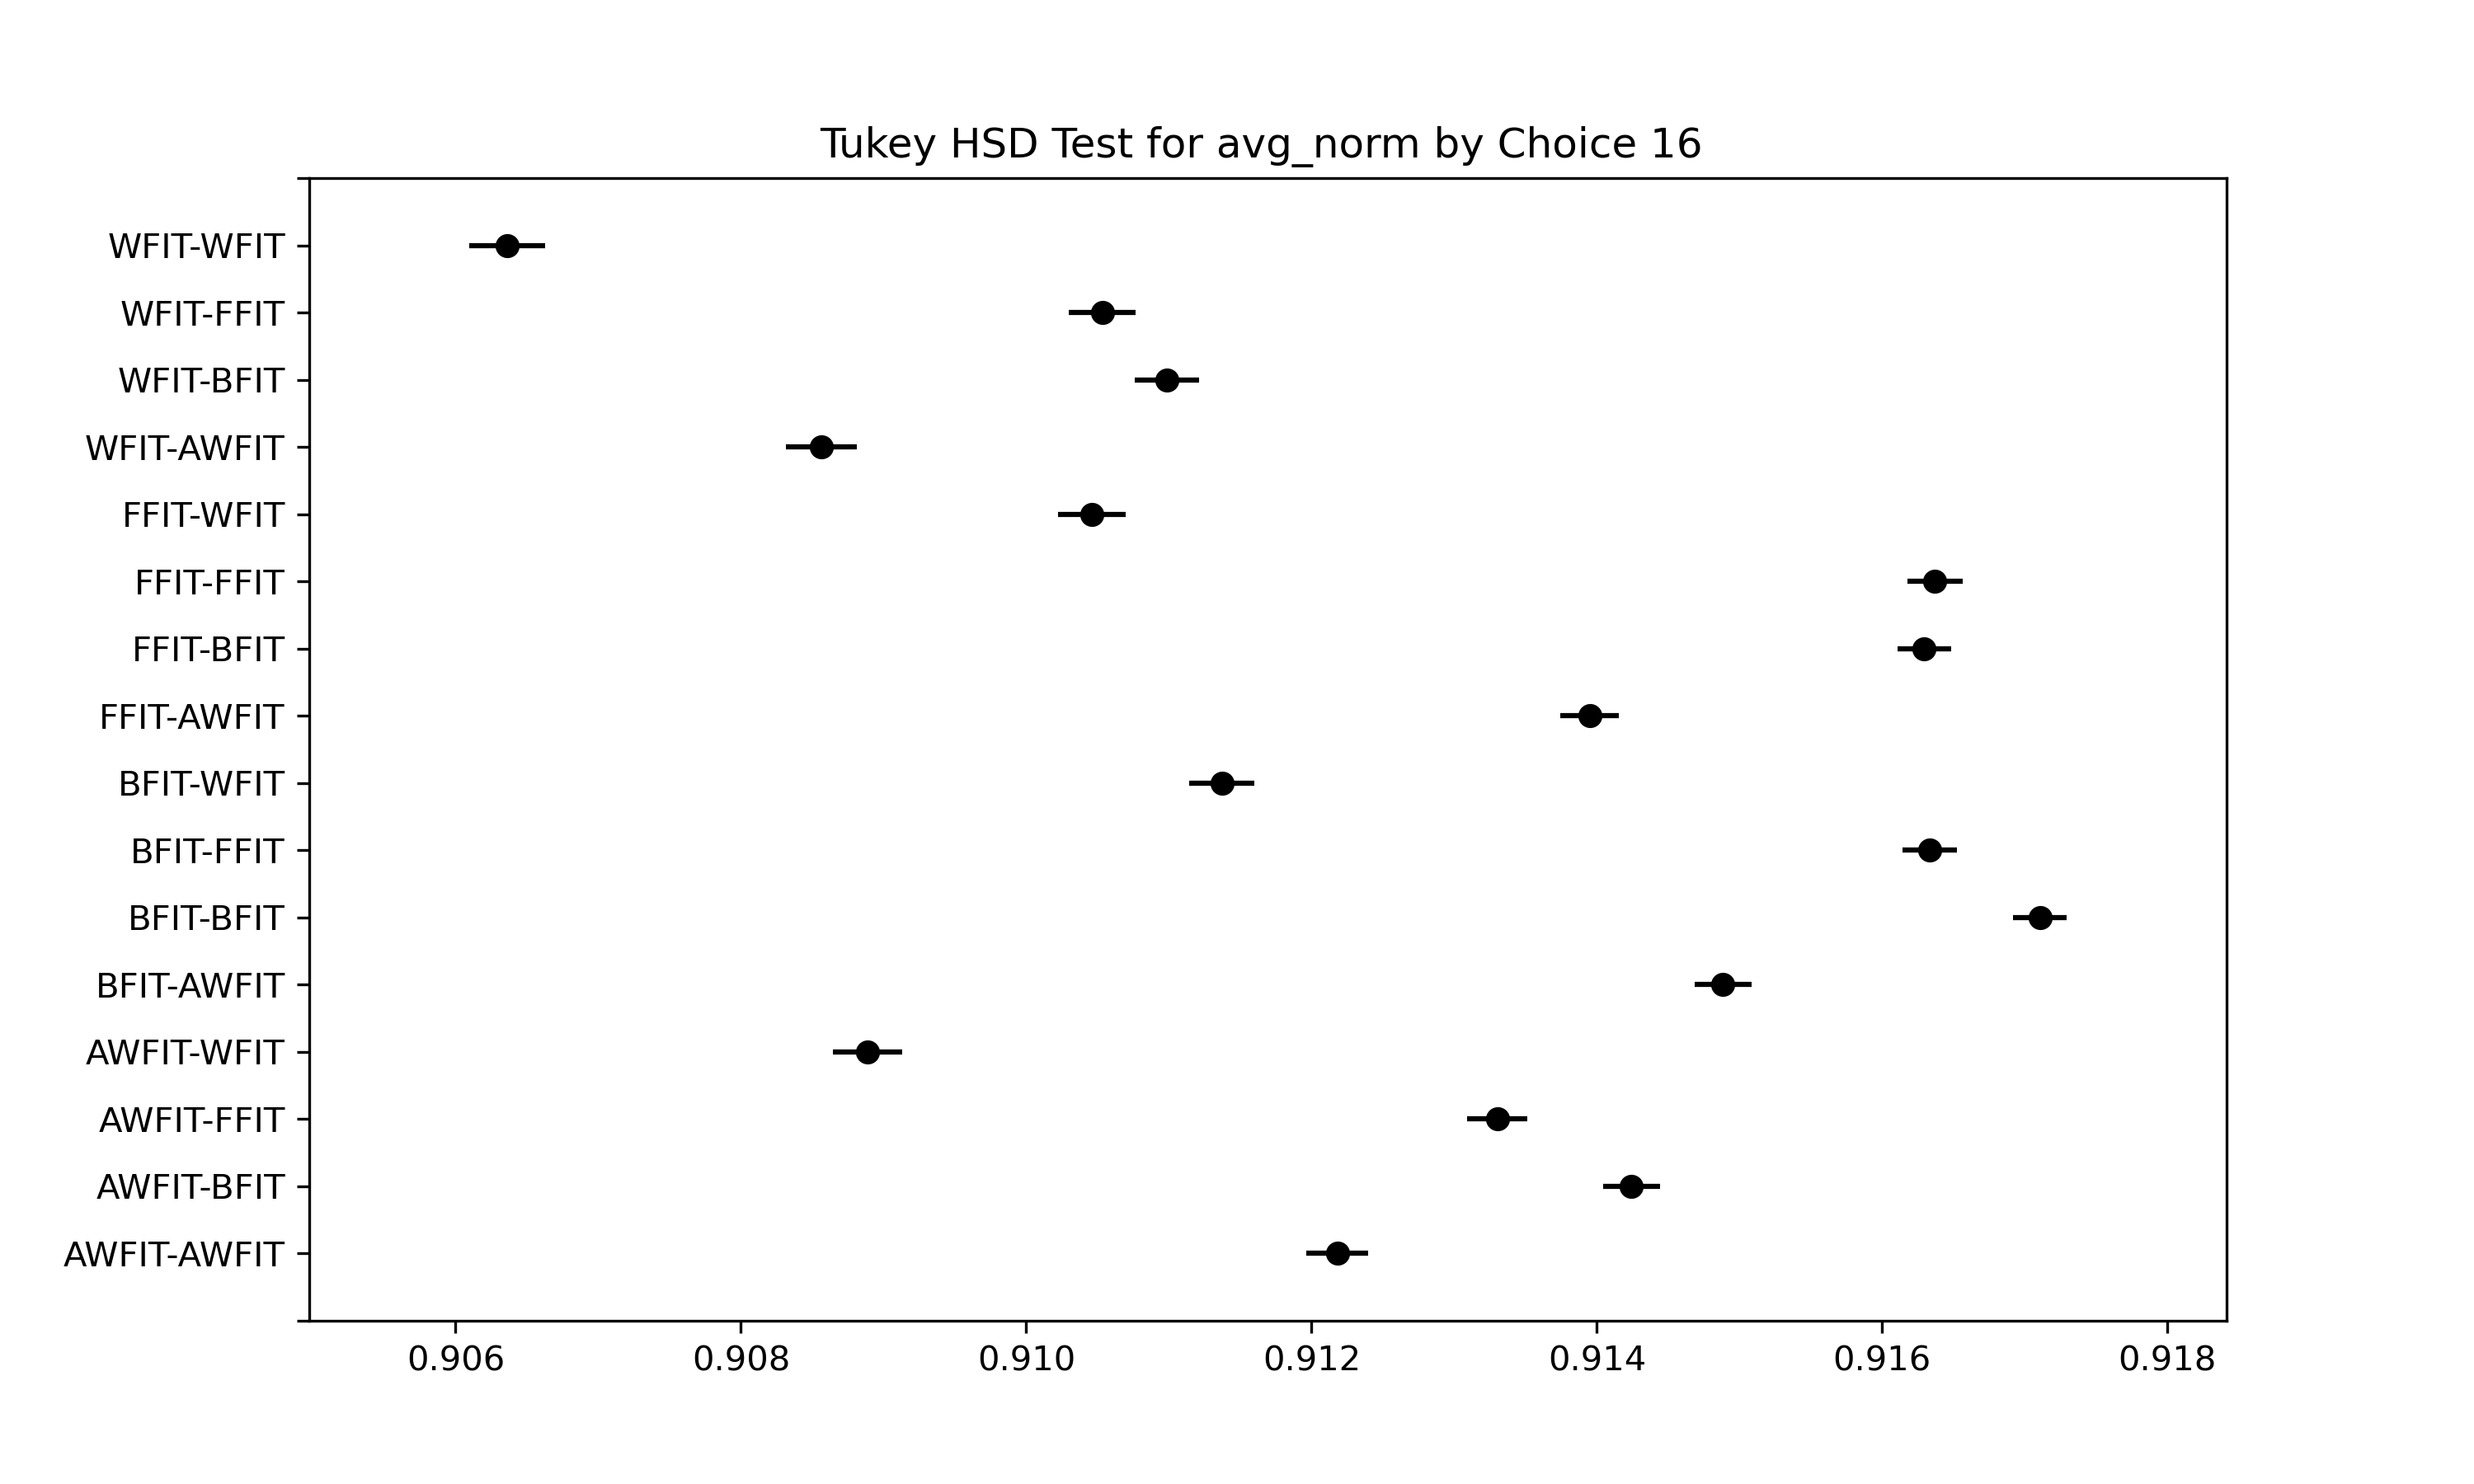 Tukey HSD Test for avg_norm by Choice 16
WFIT-WFIT
WFIT-FFIT
WFIT-BFIT
WFIT-AWFIT
FFIT-WFIT
FFIT-FFIT
FFIT-BFIT
FFIT-AWFIT
BFIT-WFIT
BFIT-FFIT
BFIT-BFIT
BFIT-AWFIT
AWFIT-WFIT
AWFIT-FFIT
AWFIT-BFIT
AWFIT-AWFIT
0.906 0.908 0.910 0.912 0.914 0.916 0.918